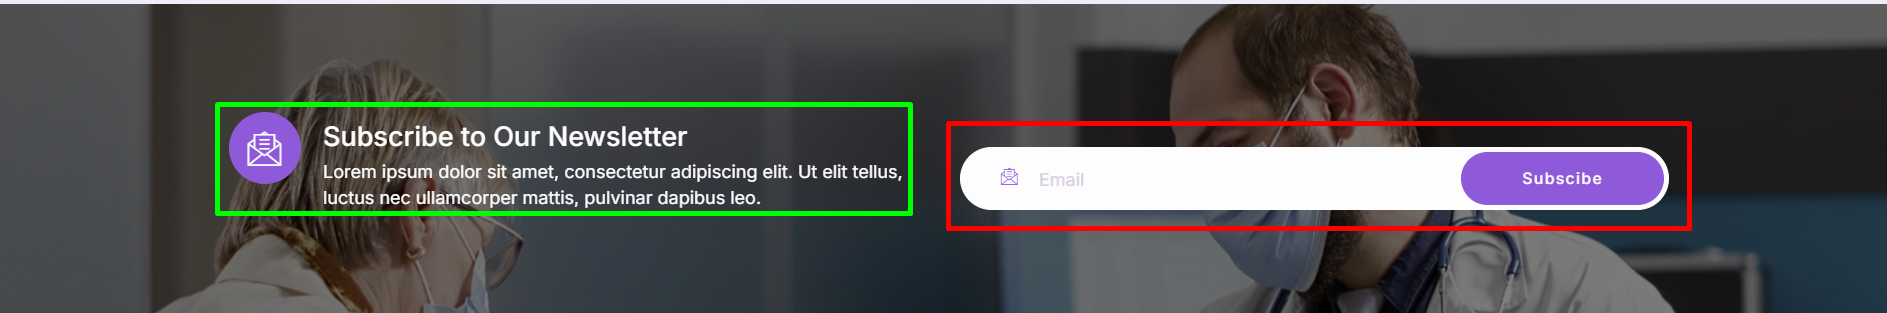 Subscribe to Our Newsletter
Lorem ipsum dolor sit amet, consectetur adipiscing elit. Ut elit tellus,
luctus nec ullamcorper mattis, pulvinar dapibus leo.
Email
Subscibe